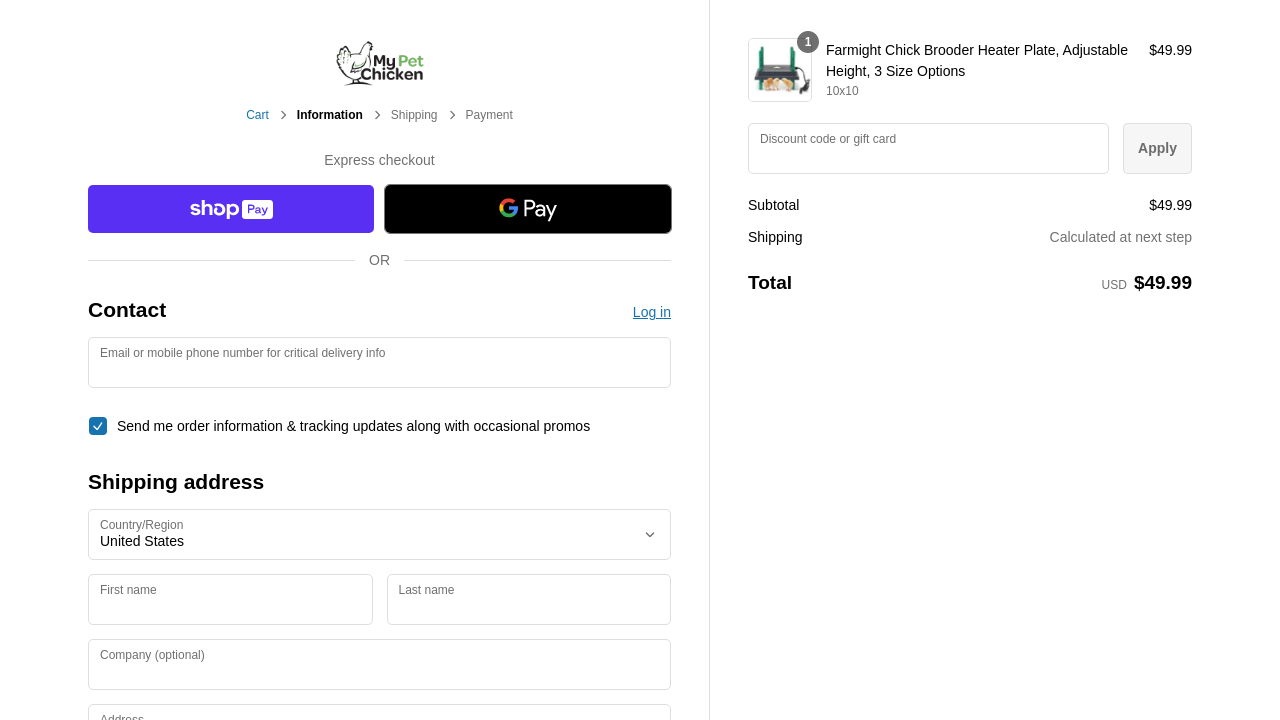 My Pet
Chicken
Cart
Information
Shipping
Payment
Express checkout
shop Pay
G Pay
OR
Contact
Log in
Email or mobile phone number for critical delivery info
Send me order information & tracking updates along with occasional promos
Shipping address
Country/Region
United States
First name
Last name
Company (optional)
Address
1
Farmight Chick Brooder Heater Plate, Adjustable
Height, 3 Size Options
10x10
$49.99
Discount code or gift card
Apply
Subtotal
$49.99
Shipping
Calculated at next step
Total
USD $49.99